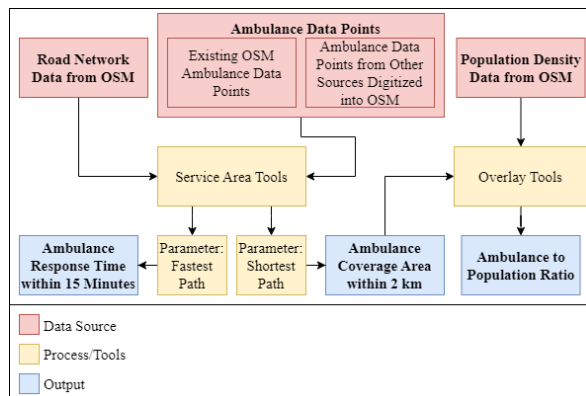 Ambulance Data Points
Road Network
Data from OSM
Existing OSM
Ambulance Data
Points
Ambulance Data
Points from Other
Sources Digitized
into OSM
Population Density
Data from OSM
Service Area Tools
Overlay Tools
Ambulance
Response Time
within 15 Minutes
Parameter:
Fastest
Path
Parameter:
Shortest
Path
Ambulance
Coverage Area
within 2 km
Ambulance to
Population Ratio
Data Source
Process/Tools
Output